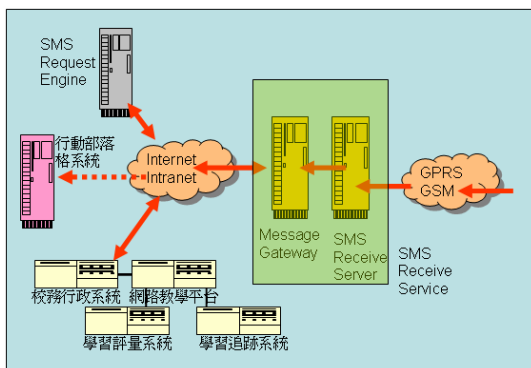 SMS
Request
Engine
行動部落
格系統
Internet
Intranet
GPRS
GSM
Message
Gateway
SMS
Receive
Server
SMS
Receive
Service
校務行政系統
網路教學平台
學習評量系統
學習追跡系統